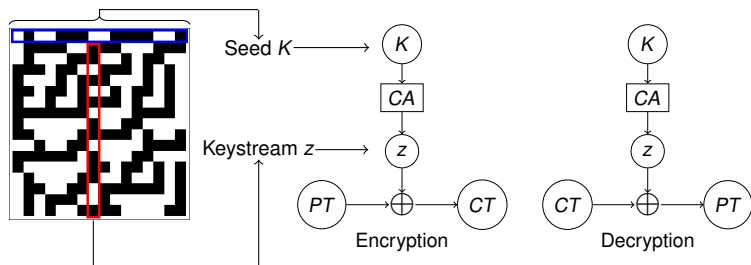 Seed K
K
K
CA
CA
Keystream z
z
z
PT
CT
CT
PT
Encryption
Decryption